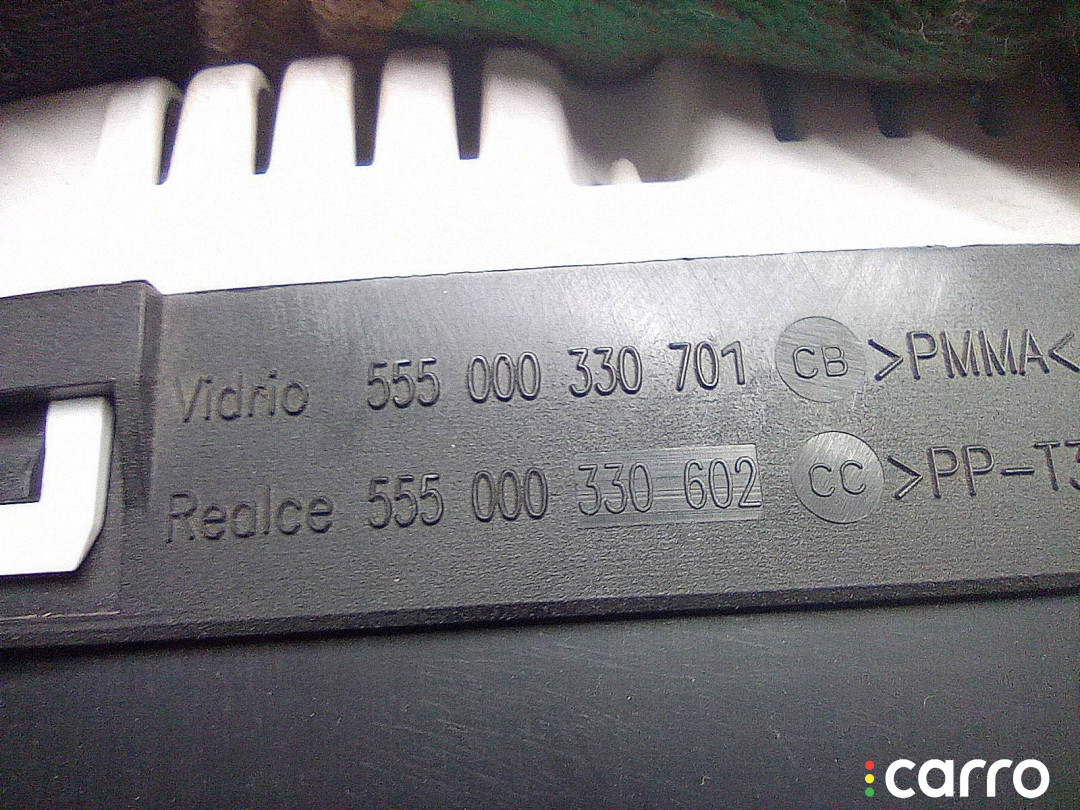 Vidrio 555 000 330 701 CB >PMMA<
Realce 555 000 330 602 CC >PP-T3
carro